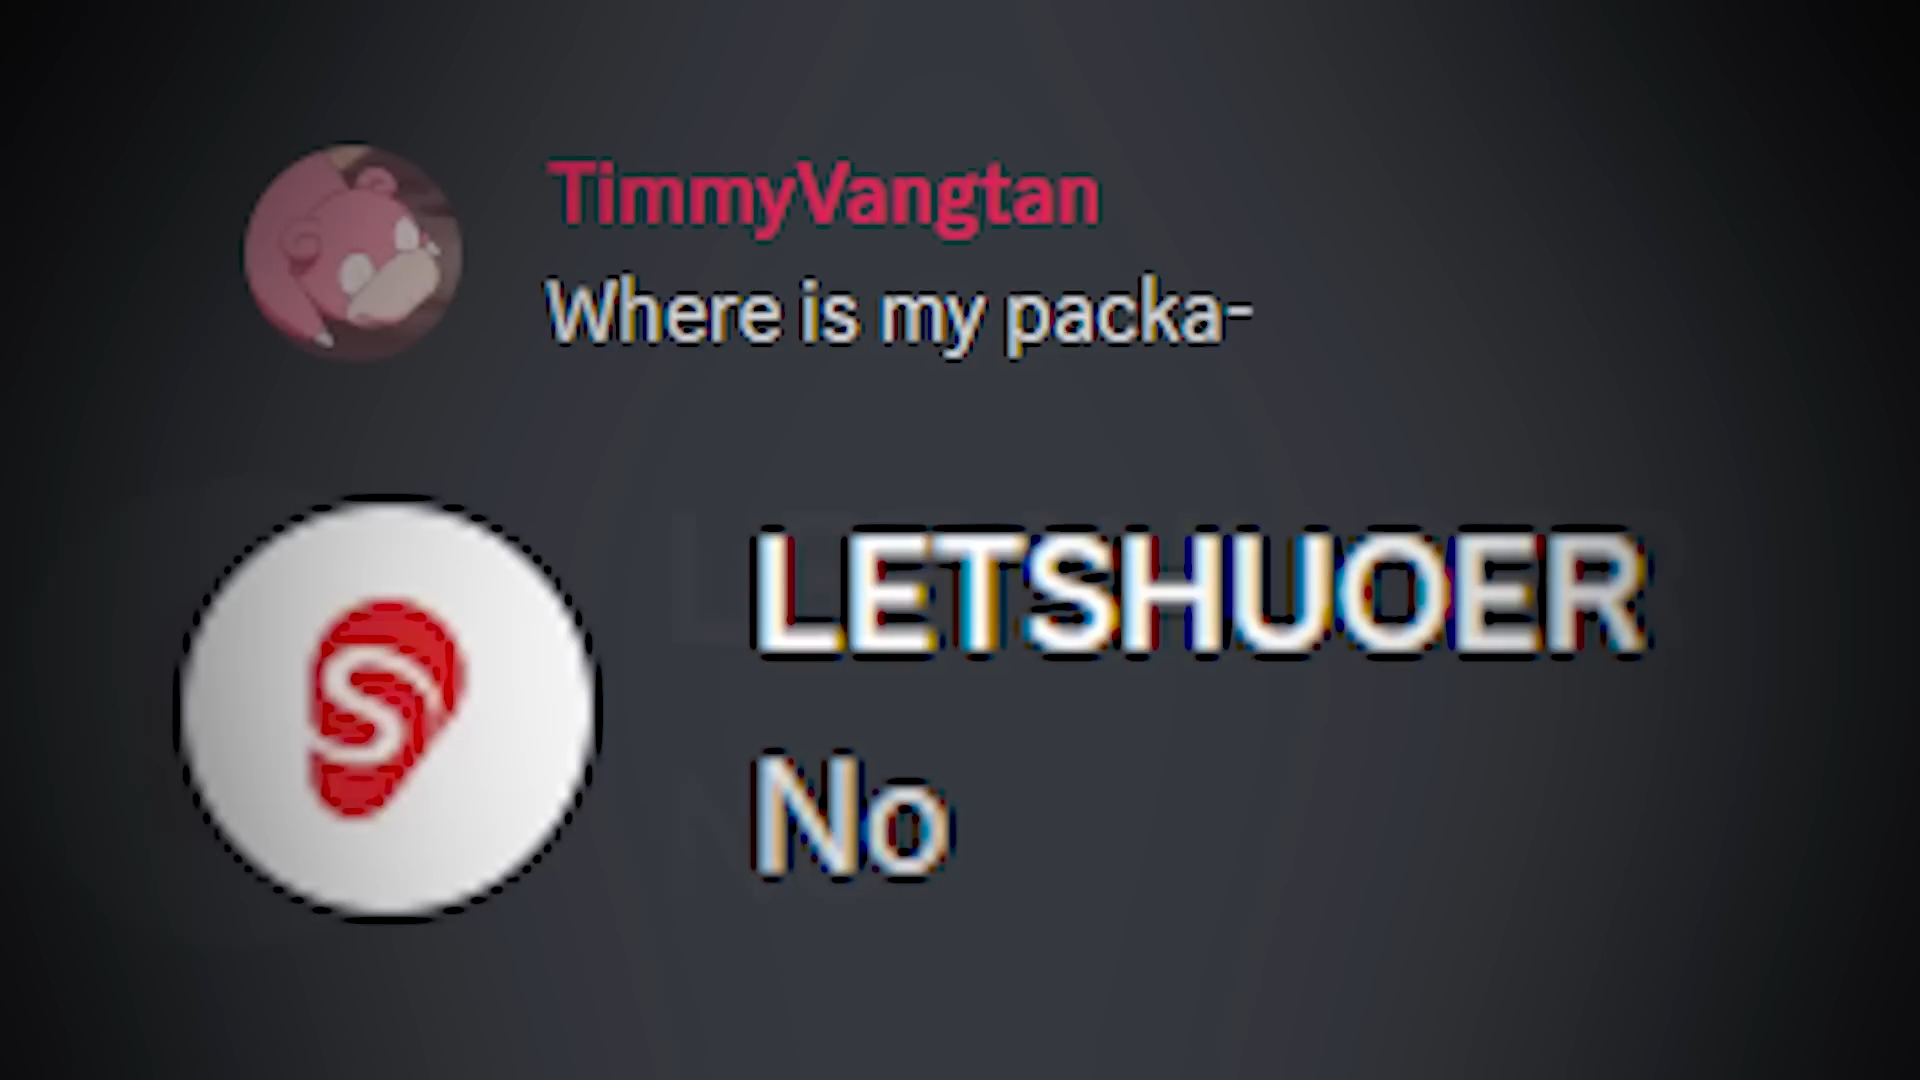 TimmyVangtan
Where is my packa-
S
LETSHUOER
No